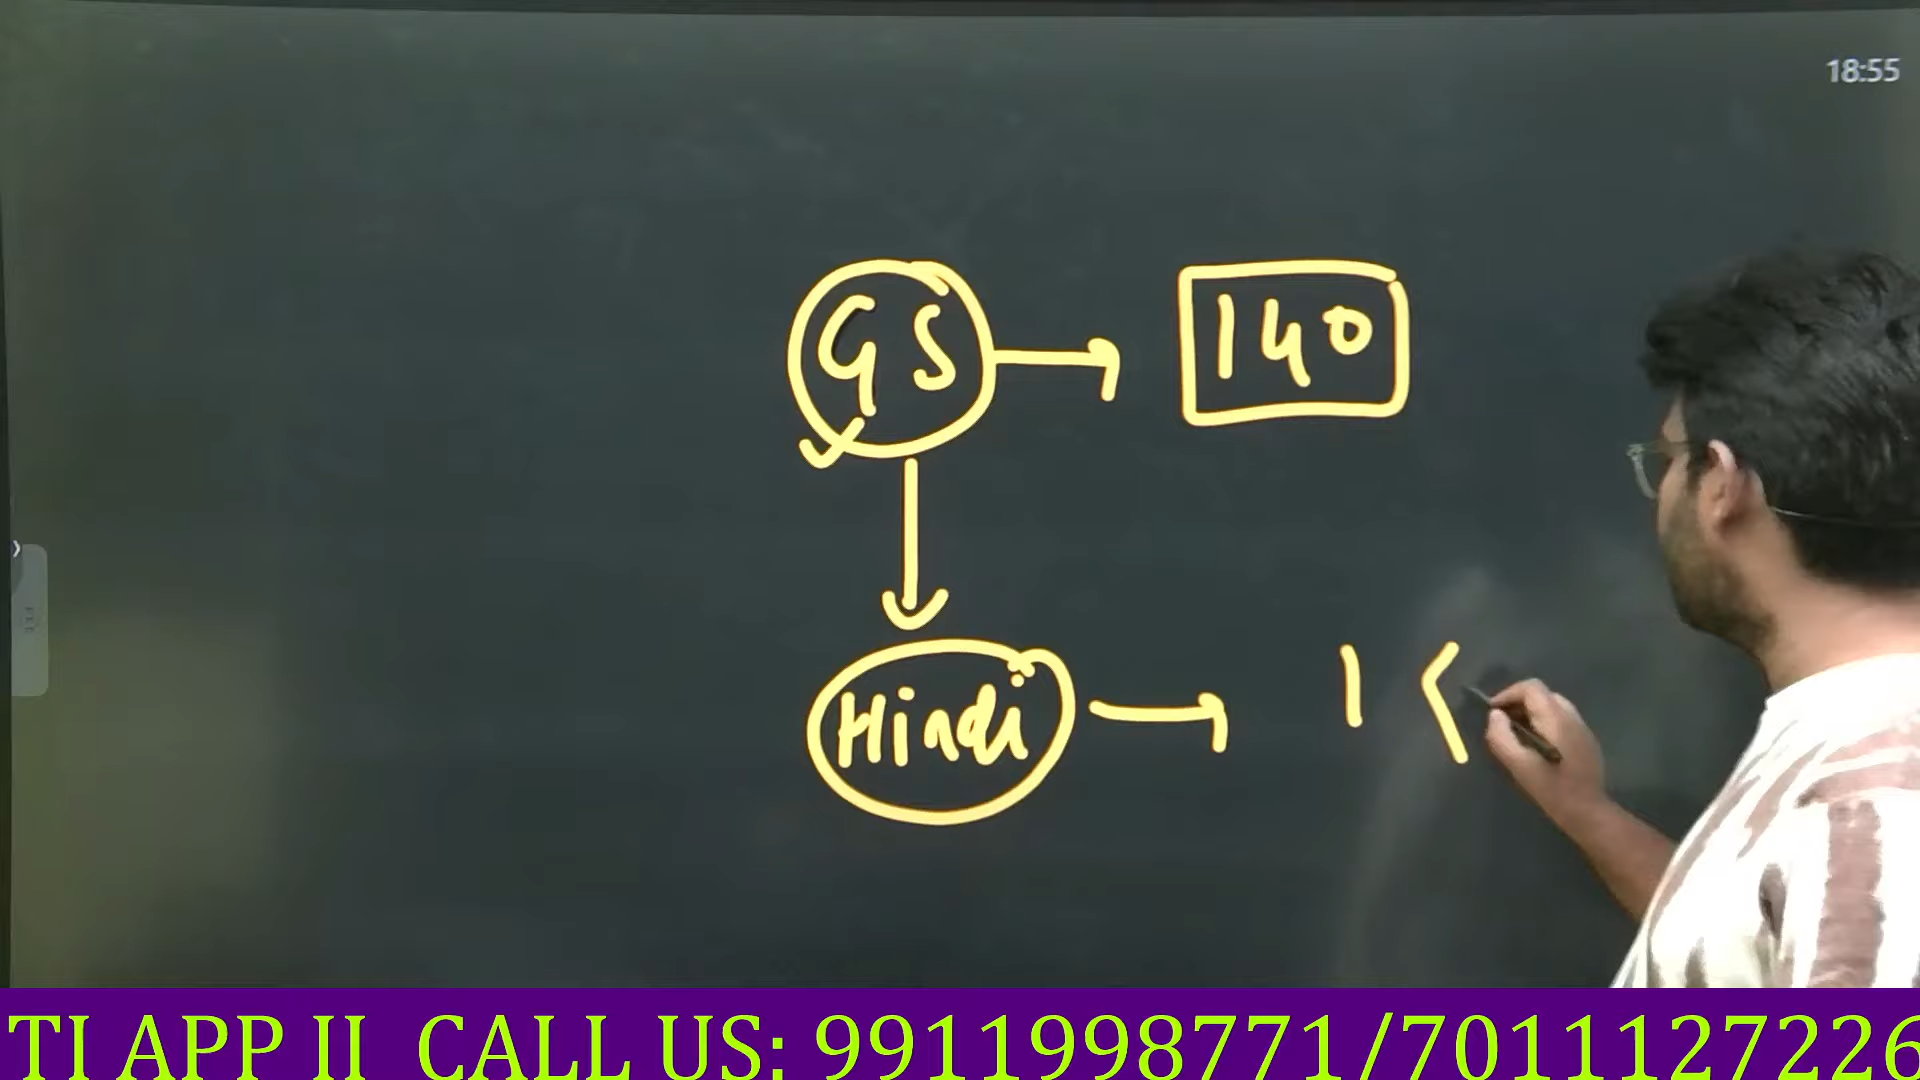 18:55
GS → 140
Hindi → 1
TI APP II CALL US: 9911998771/7011127226